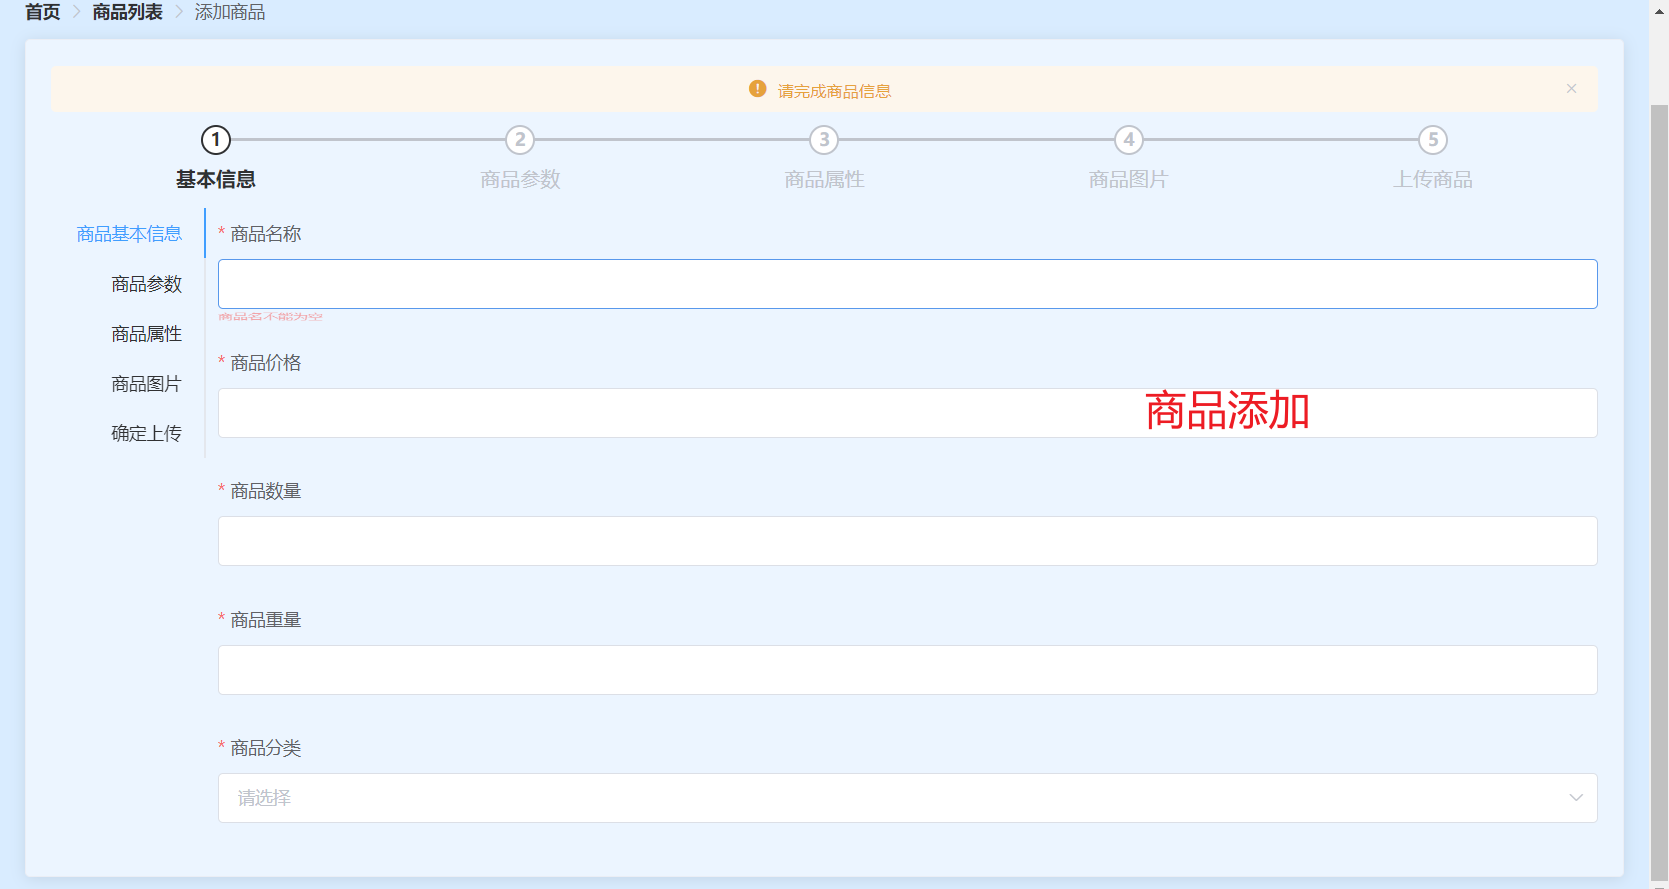 首页 > 商品列表 > 添加商品
请完成商品信息
1 2 3 4 5
基本信息 商品参数 商品属性 商品图片 上传商品
商品基本信息
商品参数
商品属性
商品图片
确定上传
* 商品名称
商品名不能为空
* 商品价格
商品添加
* 商品数量
* 商品重量
* 商品分类
请选择